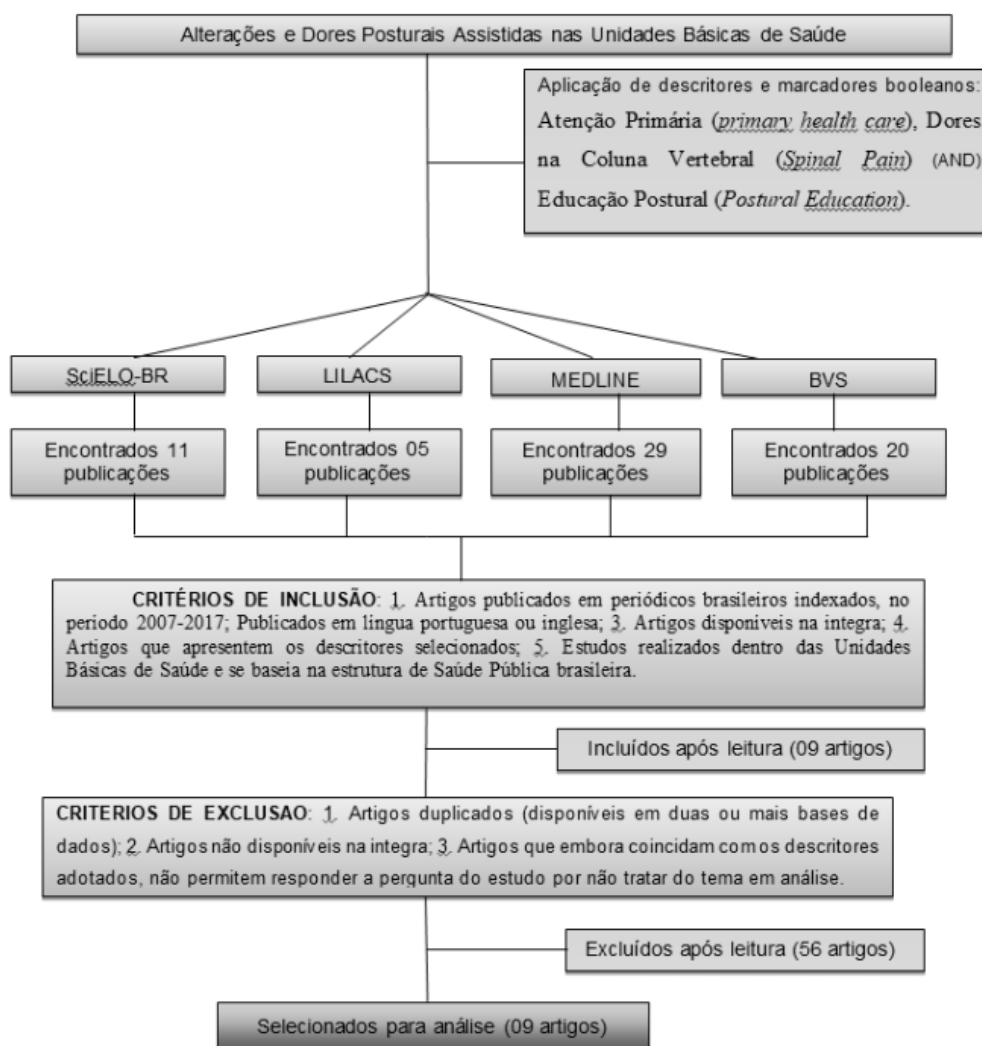 Alterações e Dores Posturais Assistidas nas Unidades Básicas de Saúde
Aplicação de descritores e marcadores booleanos:
Atenção Primária (primary health care), Dores
na Coluna Vertebral (Spinal Pain) (AND)
Educação Postural (Postural Education).
SciELO-BR
LILACS
MEDLINE
BVS
Encontrados 11
publicações
Encontrados 05
publicações
Encontrados 29
publicações
Encontrados 20
publicações
CRITÉRIOS DE INCLUSÃO: 1. Artigos publicados em periódicos brasileiros indexados, no
período 2007-2017; Publicados em língua portuguesa ou inglesa; 3. Artigos disponiveis na integra; 4.
Artigos que apresentem os descritores selecionados; 5. Estudos realizados dentro das Unidades
Básicas de Saúde e se baseia na estrutura de Saúde Pública brasileira.
Incluídos após leitura (09 artigos)
CRITERIOS DE EXCLUSAO: 1. Artigos duplicados (disponíveis em duas ou mais bases de
dados); 2. Artigos não disponíveis na integra; 3. Artigos que embora coincidam com os descritores
adotados, não permitem responder a pergunta do estudo por não tratar do tema em análise.
Excluídos após leitura (56 artigos)
Selecionados para análise (09 artigos)